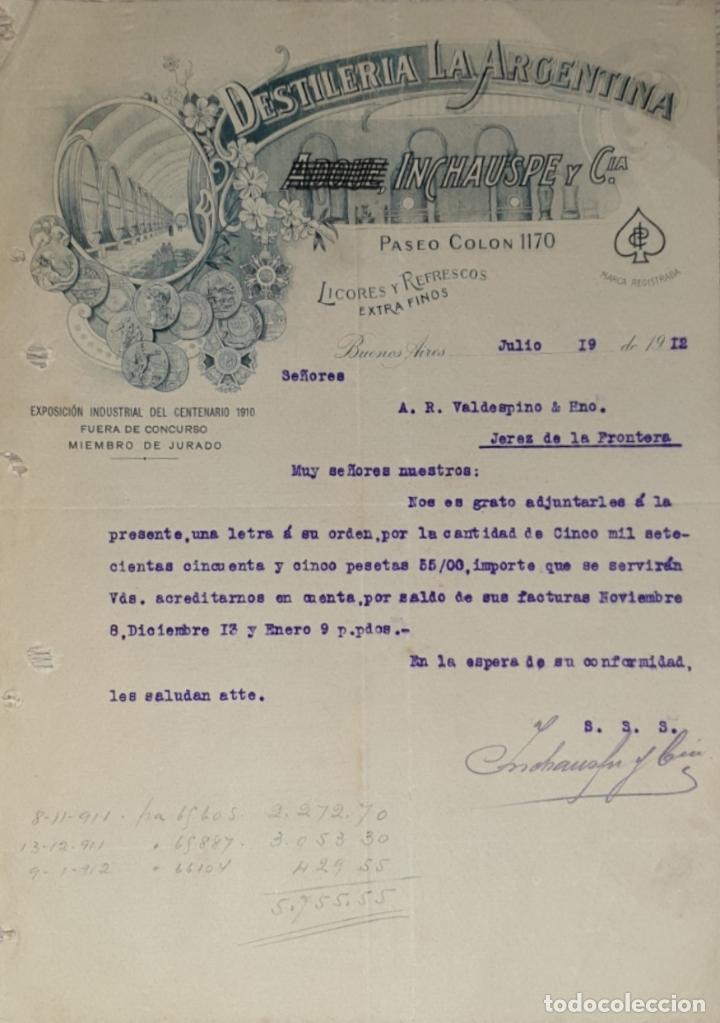 DESTILERIA LA ARGENTINA
ADOUE, INCHAUSPE Y CIA
PASEO COLON 1170
LICORES Y REFRESCOS
EXTRA FINOS
MARCA REGISTRADA
Buenos Aires Julio 19 de 1912
Señores
EXPOSICIÓN INDUSTRIAL DEL CENTENARIO 1910
FUERA DE CONCURSO
MIEMBRO DE JURADO
A. R. Valdespino & Hno.
Jerez de la Frontera
Muy señores nuestros;
Nos es grato adjuntarles á la
presente,una letra á su orden,por la cantidad de Cinco mil sete-
cientas cincuenta y cinco pesetas 55/00,importe que se servirán
Vds. acreditarnos en cuenta,por saldo de sus facturas Noviembre
8,Diciembre 13 y Enero 9 p.pdos.-
En la espera de su conformidad,
les saludan atte.
S. S. S.
Inchauspe y Cia
8-11-911. fra 65605 2.272.70
13-12.911 " 65887. 3.053 30
9-1-912 " 66104 429 55
5.755.55
todocoleccion